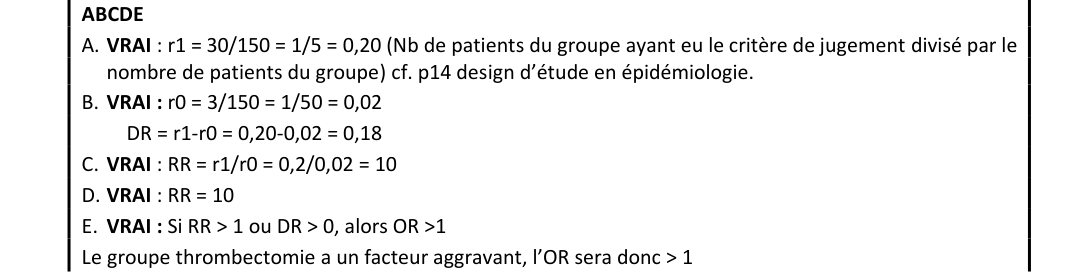 ABCDE
A. VRAI : r1 = 30/150 = 1/5 = 0,20 (Nb de patients du groupe ayant eu le critère de jugement divisé par le
nombre de patients du groupe) cf. p14 design d’étude en épidémiologie.
B. VRAI : r0 = 3/150 = 1/50 = 0,02
DR = r1-r0 = 0,20-0,02 = 0,18
C. VRAI : RR = r1/r0 = 0,2/0,02 = 10
D. VRAI : RR = 10
E. VRAI : Si RR > 1 ou DR > 0, alors OR >1
Le groupe thrombectomie a un facteur aggravant, l’OR sera donc > 1